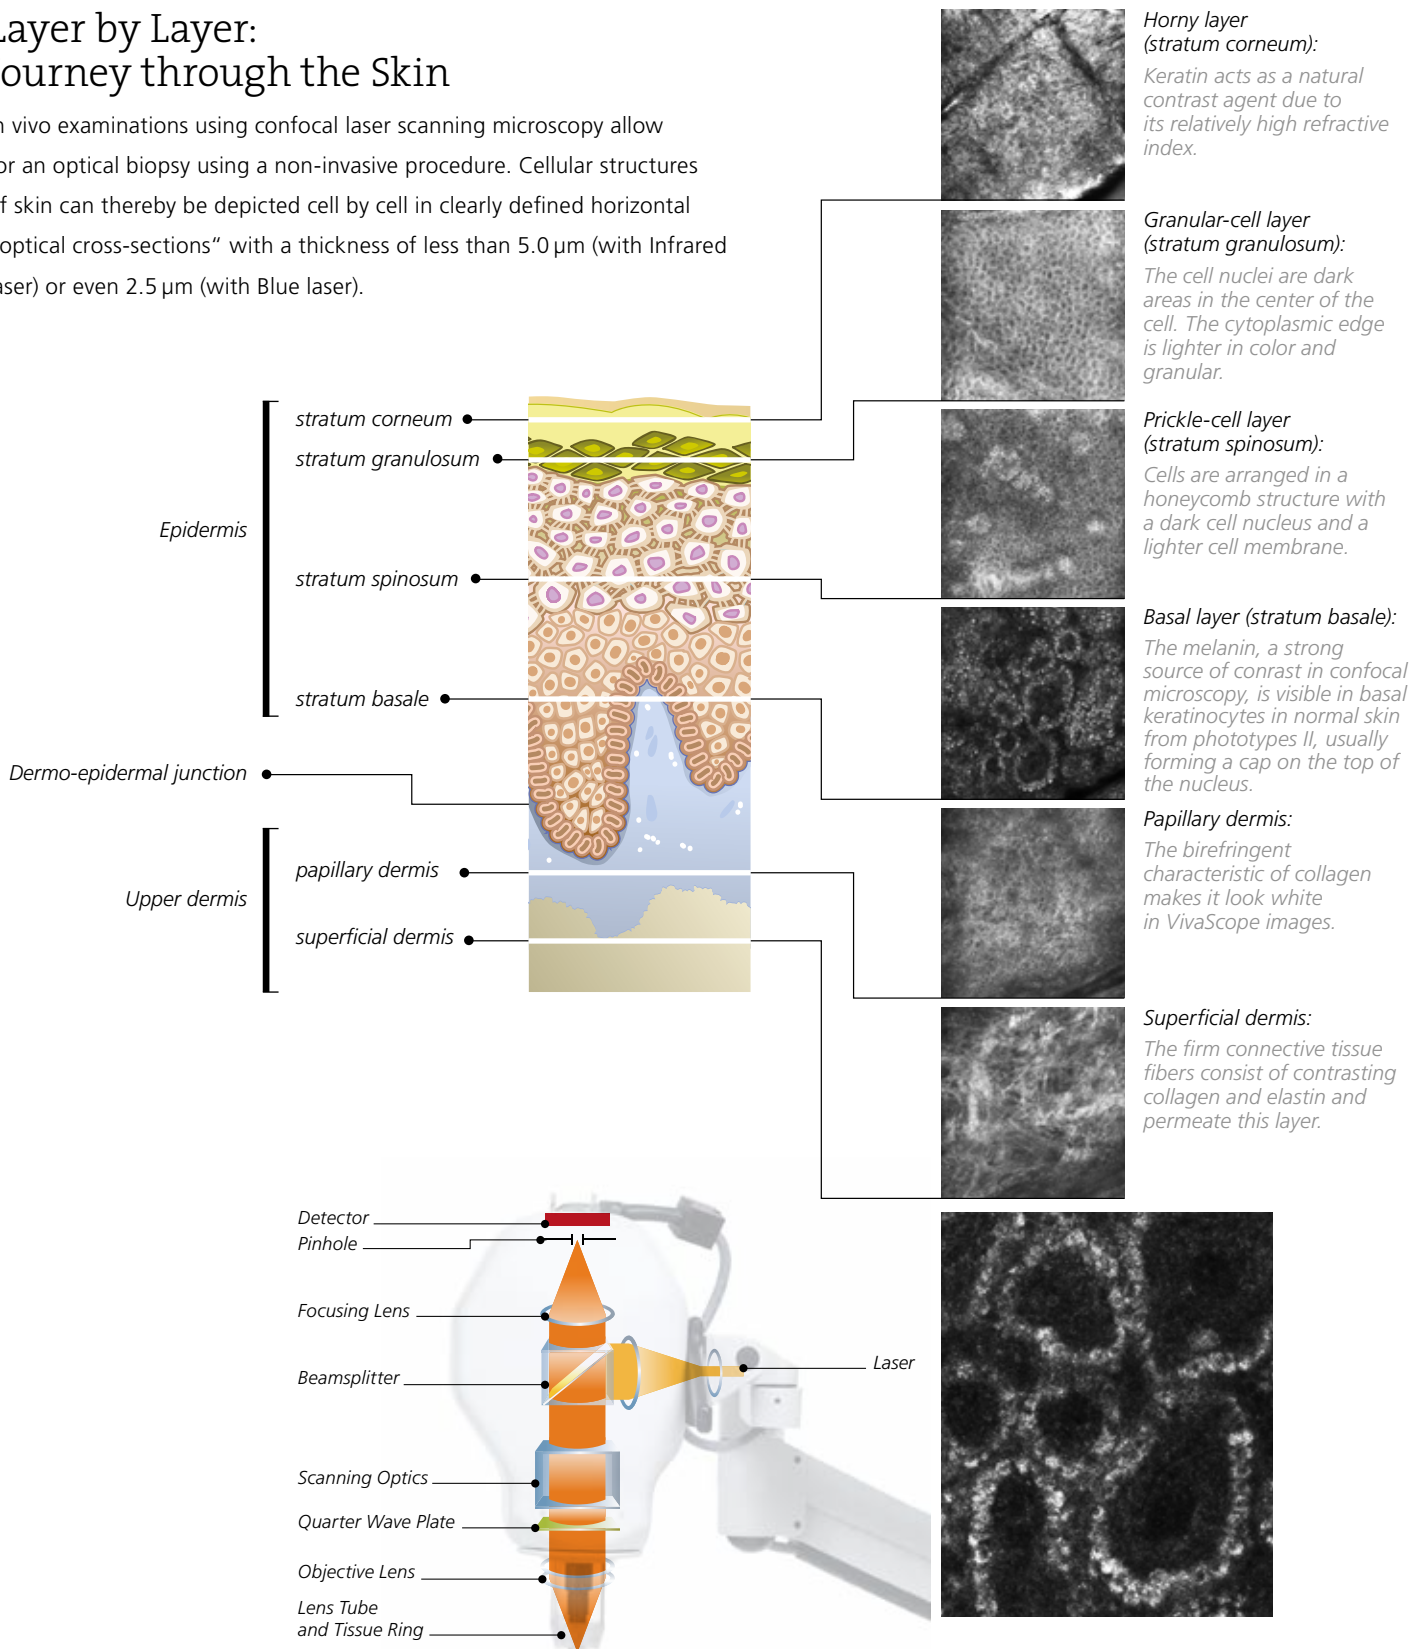 Layer by Layer:
ourney through the Skin
n vivo examinations using confocal laser scanning microscopy allow
or an optical biopsy using a non-invasive procedure. Cellular structures
f skin can thereby be depicted cell by cell in clearly defined horizontal
optical cross-sections“ with a thickness of less than 5.0 µm (with Infrared
aser) or even 2.5 µm (with Blue laser).
Epidermis
stratum corneum
stratum granulosum
stratum spinosum
stratum basale
Dermo-epidermal junction
Upper dermis
papillary dermis
superficial dermis
Horny layer
(stratum corneum):
Keratin acts as a natural
contrast agent due to
its relatively high refractive
index.
Granular-cell layer
(stratum granulosum):
The cell nuclei are dark
areas in the center of the
cell. The cytoplasmic edge
is lighter in color and
granular.
Prickle-cell layer
(stratum spinosum):
Cells are arranged in a
honeycomb structure with
a dark cell nucleus and a
lighter cell membrane.
Basal layer (stratum basale):
The melanin, a strong
source of conrast in confocal
microscopy, is visible in basal
keratinocytes in normal skin
from phototypes II, usually
forming a cap on the top of
the nucleus.
Papillary dermis:
The birefringent
characteristic of collagen
makes it look white
in VivaScope images.
Superficial dermis:
The firm connective tissue
fibers consist of contrasting
collagen and elastin and
permeate this layer.
Detector
Pinhole
Focusing Lens
Beamsplitter
Laser
Scanning Optics
Quarter Wave Plate
Objective Lens
Lens Tube
and Tissue Ring